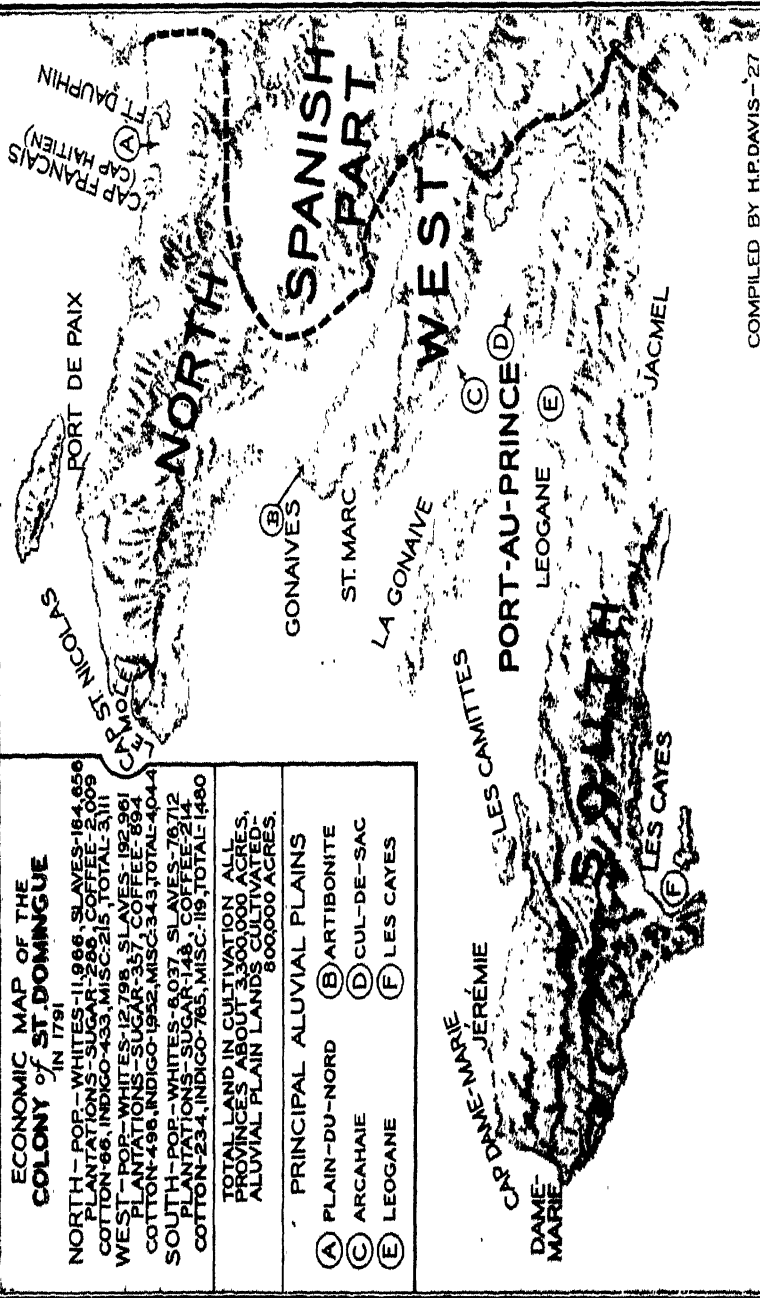 ECONOMIC MAP OF THE
COLONY of ST. DOMINGUE
IN 1791
NORTH-POP.-WHITES-11,966, SLAVES-164,656
PLANTATIONS-SUGAR-286, COFFEE-2,009
COTTON-66, INDIGO-433, MISC.-215, TOTAL-3,111
WEST-POP.-WHITES-12,798, SLAVES-192,961
PLANTATIONS-SUGAR-357, COFFEE-894
COTTON-498, INDIGO-1,952, MISC.-343, TOTAL-4,044
SOUTH-POP.-WHITES-6,037, SLAVES-76,712
PLANTATIONS-SUGAR-148, COFFEE-214
COTTON-234, INDIGO-765, MISC.-119, TOTAL-1,480
TOTAL LAND IN CULTIVATION ALL
PROVINCES ABOUT 3,300,000 ACRES,
ALUVIAL PLAIN LANDS CULTIVATED-
800,000 ACRES.
PRINCIPAL ALUVIAL PLAINS
A PLAIN-DU-NORD B ARTIBONITE
C ARCAHAIE D CUL-DE-SAC
E LEOGANE F LES CAYES
CAP ST. NICOLAS
LE MOLE
PORT DE PAIX
CAP FRANCAIS
(CAP HAITIEN)
A
FT. DAUPHIN
NORTH
SPANISH
PART
B
GONAIVES
ST. MARC
WEST
LA GONAIVE
C
D
PORT-AU-PRINCE
LEOGANE
E
LES CAMITTES
JACMEL
CAP DAME-MARIE
JÉRÉMIE
DAME-
MARIE
SOUTH
LES CAYES
F
COMPILED BY H.P. DAVIS-'27